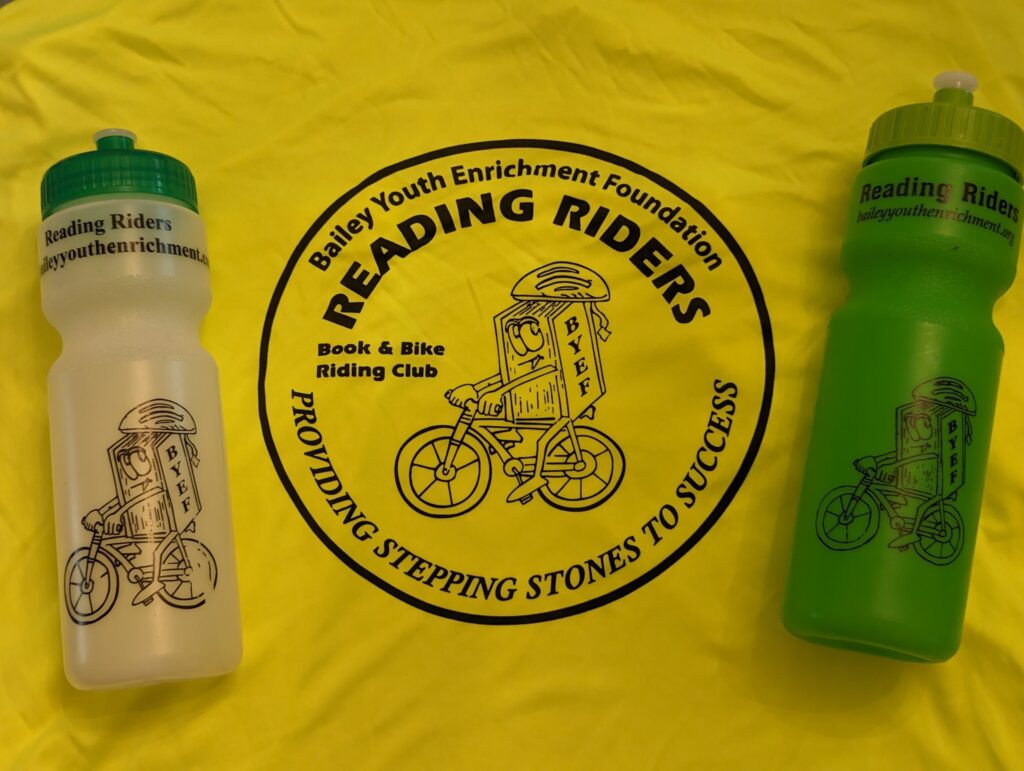 Reading Riders
BYEF
Bailey Youth Enrichment Foundation
READING RIDERS
Book & Bike
Riding Club
BYEF
PROVIDING STEPPING STONES TO SUCCESS
Reading Riders
baileyyouthenrichment.org
BYEF